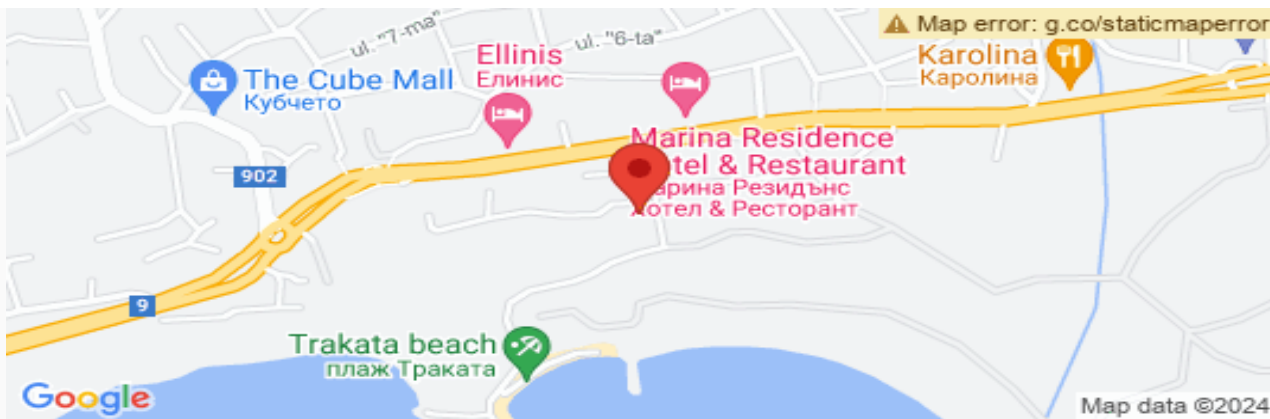 Map error: g.co/staticmaperror
ul. "7-ma"
ul. "6-ta"
Ellinis
Елинис
Karolina
Каролина
The Cube Mall
Кубчето
Marina Residence
tel & Restaurant
арина Резидънс
Хотел & Ресторант
902
9
Trakata beach
плаж Траката
Google
Map data ©2024